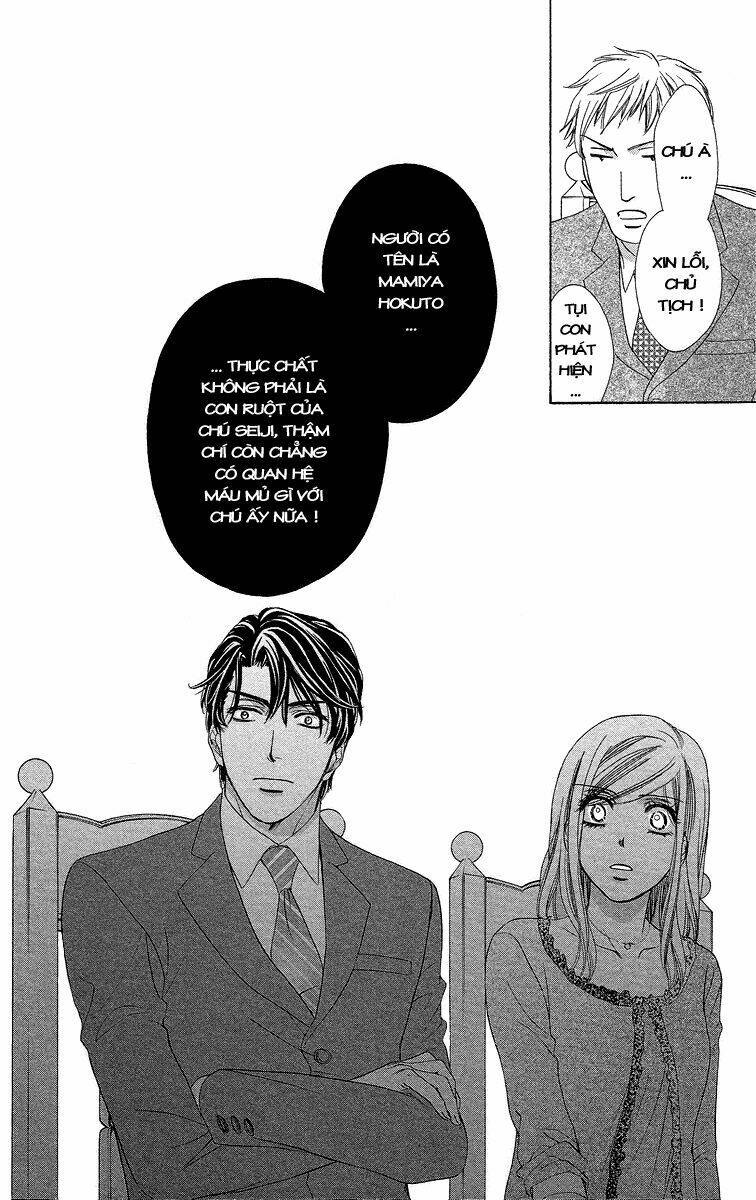 CHÚ À
...
XIN LỖI,
CHỦ
TỊCH !
TỤI
CON
PHÁT
HIỆN
...
NGƯỜI CÓ
TÊN LÀ
MAMIYA
HOKUTO
...
... THỰC CHẤT
KHÔNG PHẢI LÀ
CON RUỘT CỦA
CHÚ SEIJI, THẬM
CHÍ CÒN CHẲNG
CÓ QUAN HỆ
MÁU MỦ GÌ VỚI
CHÚ ẤY NỮA !